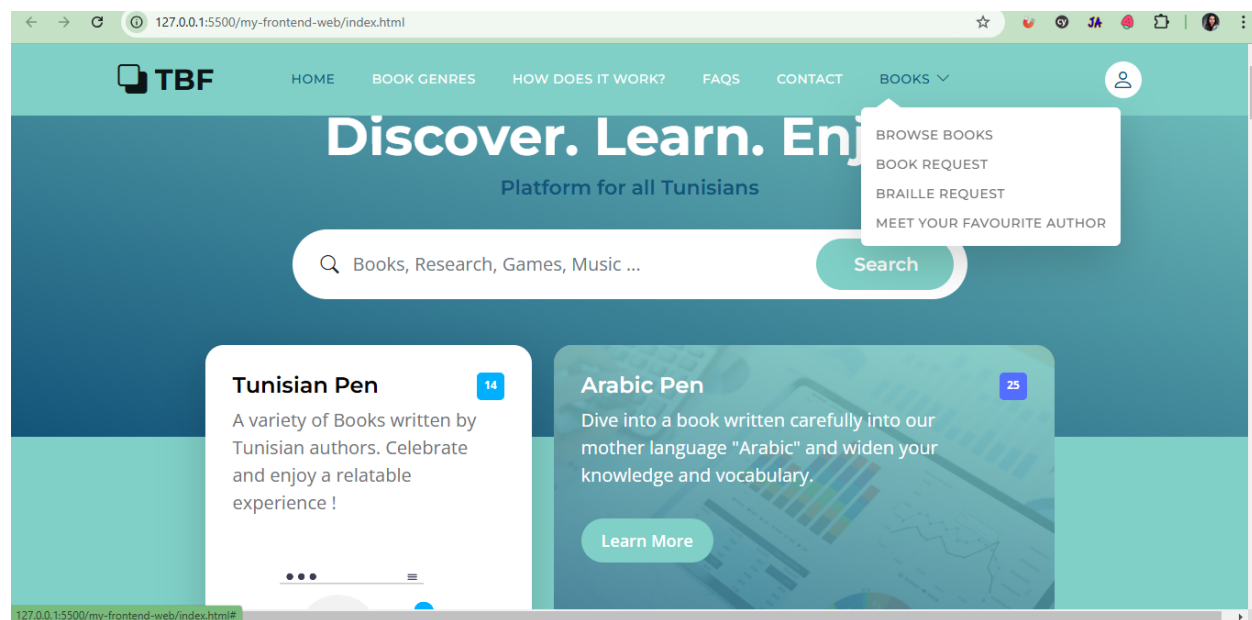 127.0.0.1:5500/my-frontend-web/index.html
TBF
HOME BOOK GENRES HOW DOES IT WORK? FAQS CONTACT BOOKS
BROWSE BOOKS
BOOK REQUEST
BRAILLE REQUEST
MEET YOUR FAVOURITE AUTHOR
Discover. Learn. Enj
Platform for all Tunisians
Books, Research, Games, Music ...
Search
Tunisian Pen
14
A variety of Books written by
Tunisian authors. Celebrate
and enjoy a relatable
experience !
Arabic Pen
25
Dive into a book written carefully into our
mother language "Arabic" and widen your
knowledge and vocabulary.
Learn More
127.0.0.1:5500/my-frontend-web/index.html#